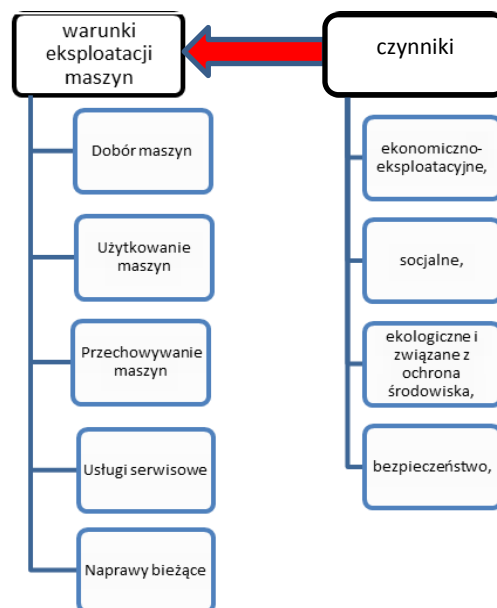 warunki
eksploatacji
maszyn
Dobór maszyn
Użytkowanie
maszyn
Przechowywanie
maszyn
Usługi serwisowe
Naprawy bieżące
czynniki
ekonomiczno-
eksploatacyjne,
socjalne,
ekologiczne i
związane z
ochrona
środowiska,
bezpieczeństwo,